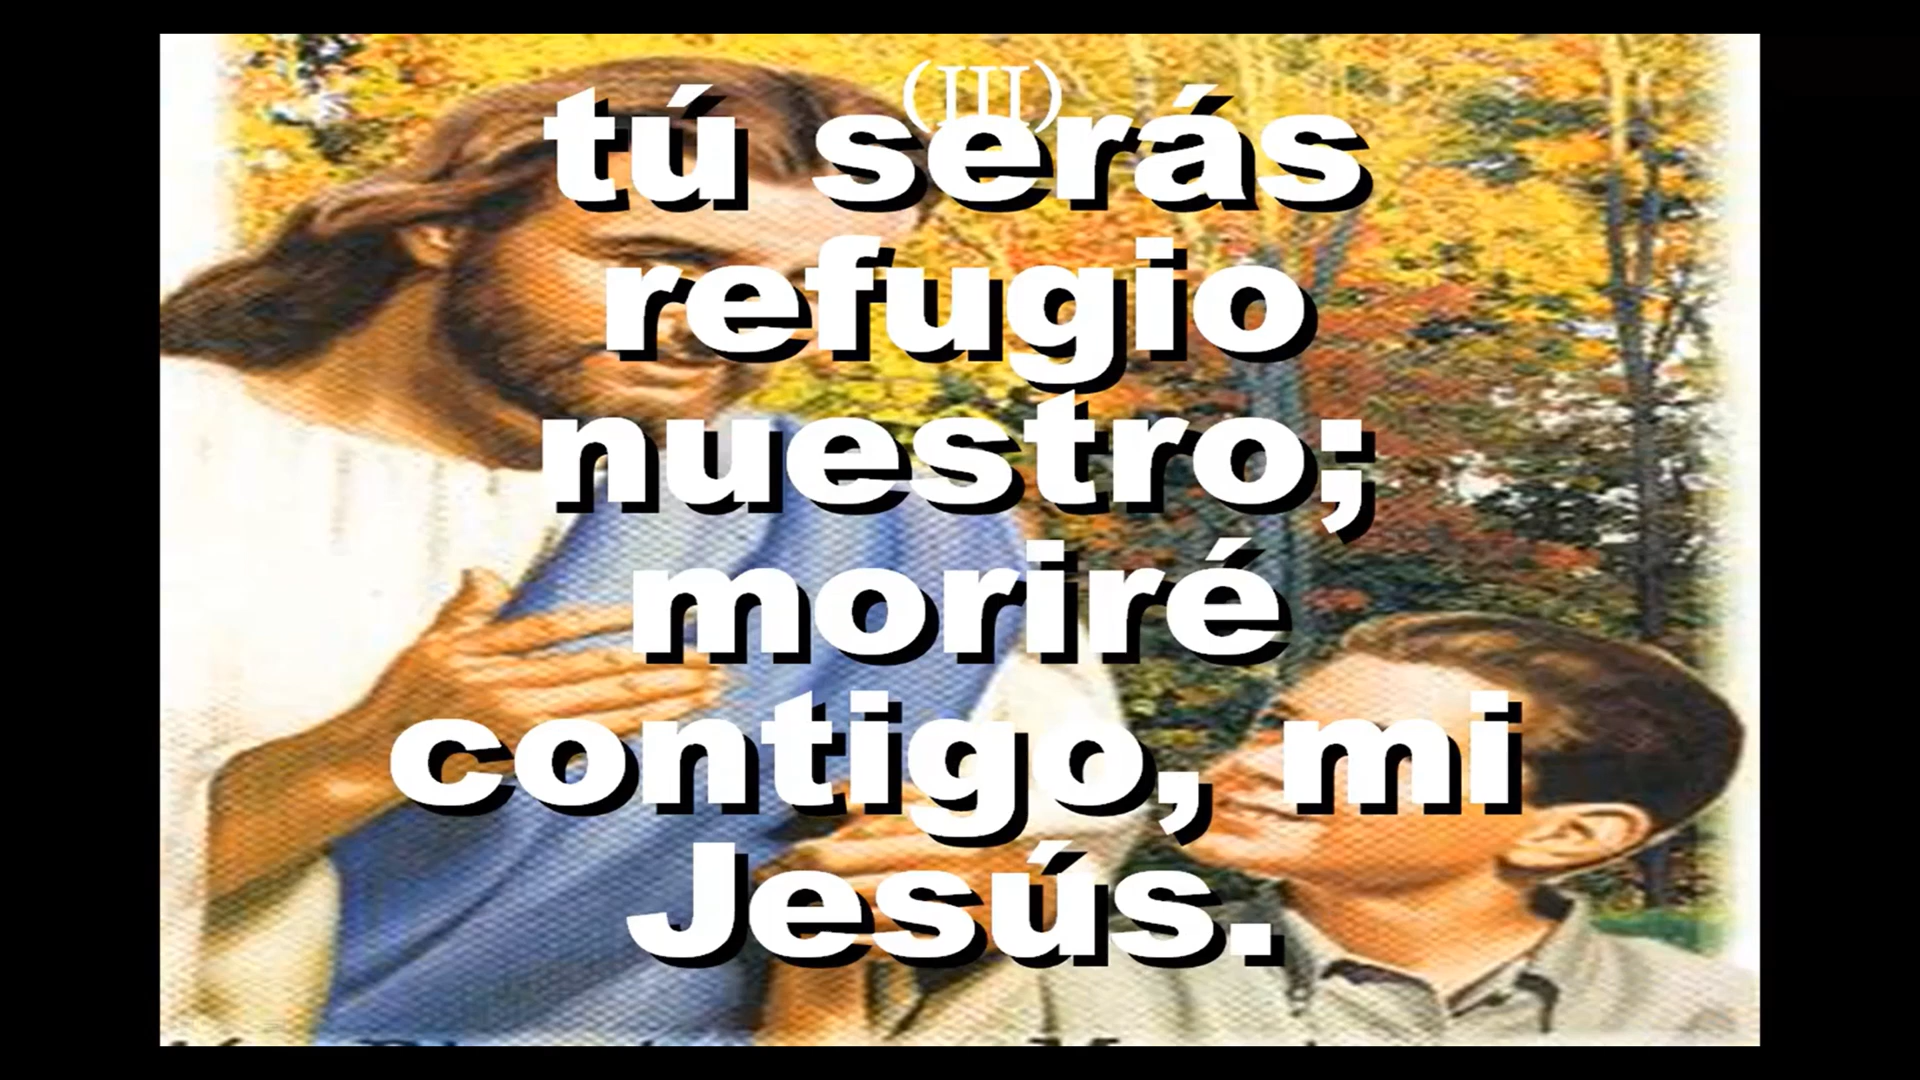 (III)
tú serás
refugio
nuestro;
moriré
contigo, mi
Jesús.